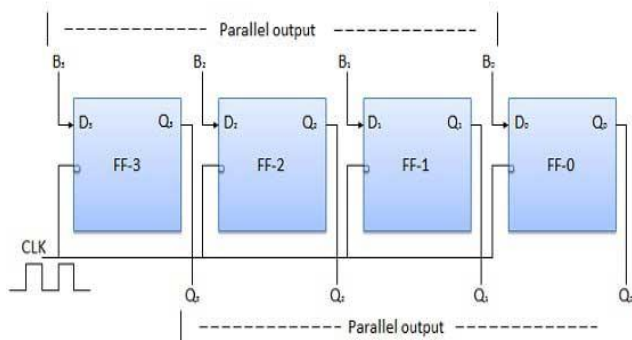 Parallel output
B₃ B₂ B₁ B₀
D₃ Q₃ D₂ Q₂ D₁ Q₁ D₀ Q₀
FF-3 FF-2 FF-1 FF-0
CLK
Q₃ Q₂ Q₁ Q₀
Parallel output